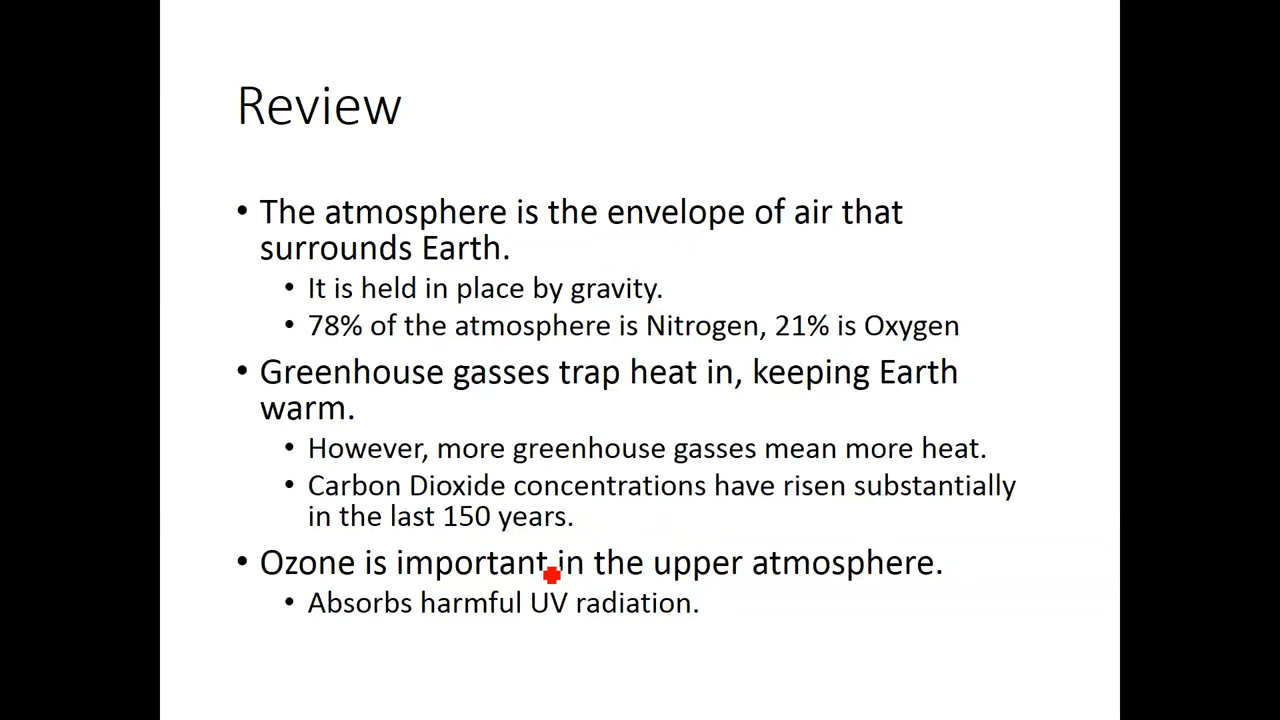 Review
• The atmosphere is the envelope of air that
surrounds Earth.
• It is held in place by gravity.
• 78% of the atmosphere is Nitrogen, 21% is Oxygen
• Greenhouse gasses trap heat in, keeping Earth
warm.
• However, more greenhouse gasses mean more heat.
• Carbon Dioxide concentrations have risen substantially
in the last 150 years.
• Ozone is important in the upper atmosphere.
• Absorbs harmful UV radiation.